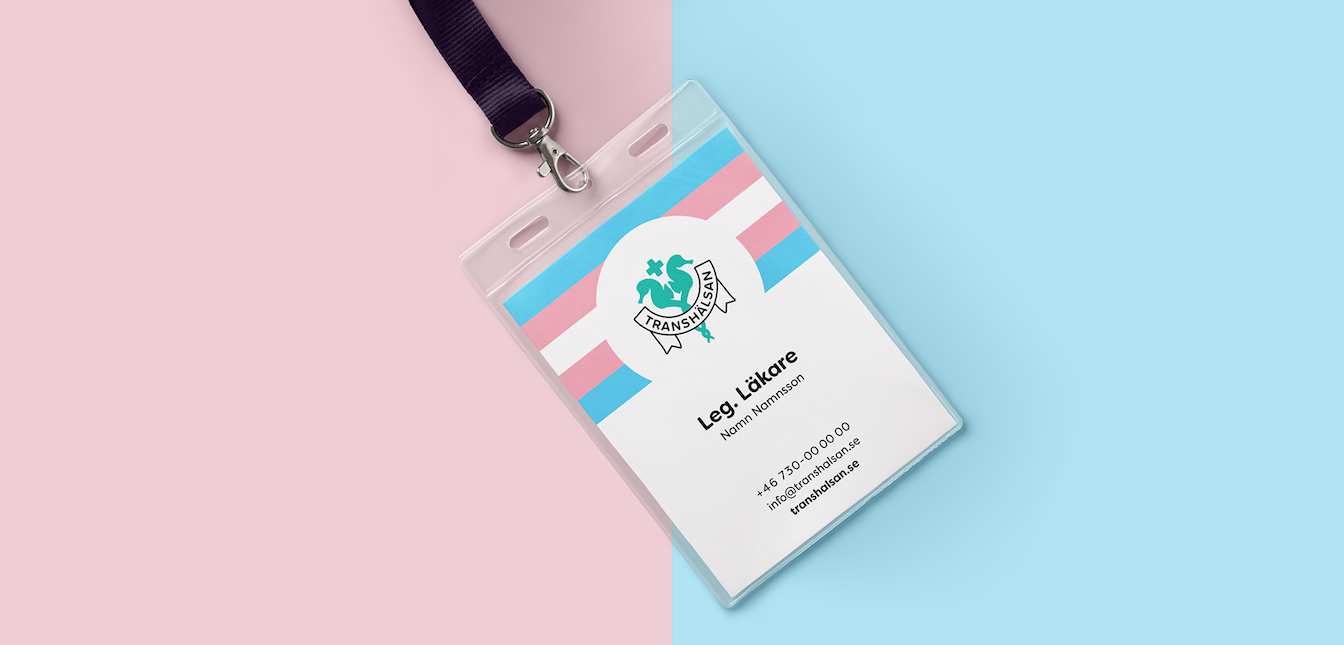 TRANSHÄLSAN
Leg. Läkare
Namn Namnsson
+46 730-00 00 00
info@transhalsan.se
transhalsan.se